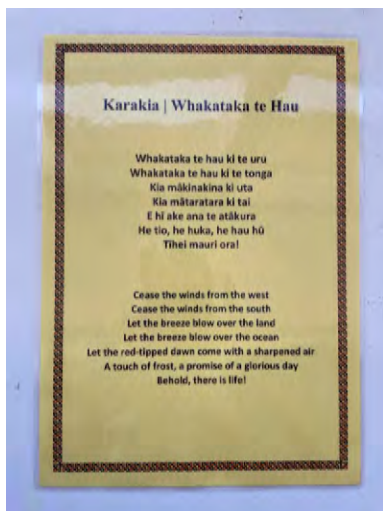 Karakia | Whakataka te Hau
Whakataka te hau ki te uru
Whakataka te hau ki te tonga
Kia mākinakina ki uta
Kia mātaratara ki tai
E hī ake ana te atākura
He tio, he huka, he hau hū
Tīhei mauri ora!
Cease the winds from the west
Cease the winds from the south
Let the breeze blow over the land
Let the breeze blow over the ocean
Let the red-tipped dawn come with a sharpened air
A touch of frost, a promise of a glorious day
Behold, there is life!